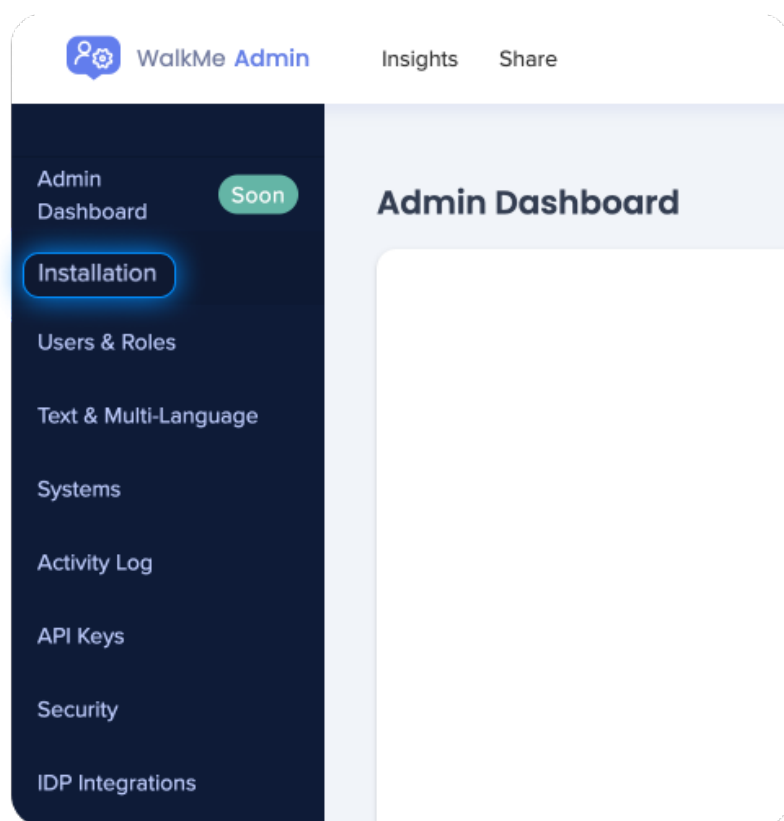 WalkMe Admin
Insights
Share
Admin
Dashboard
Soon
Installation
Users & Roles
Text & Multi-Language
Systems
Activity Log
API Keys
Security
IDP Integrations
Admin Dashboard